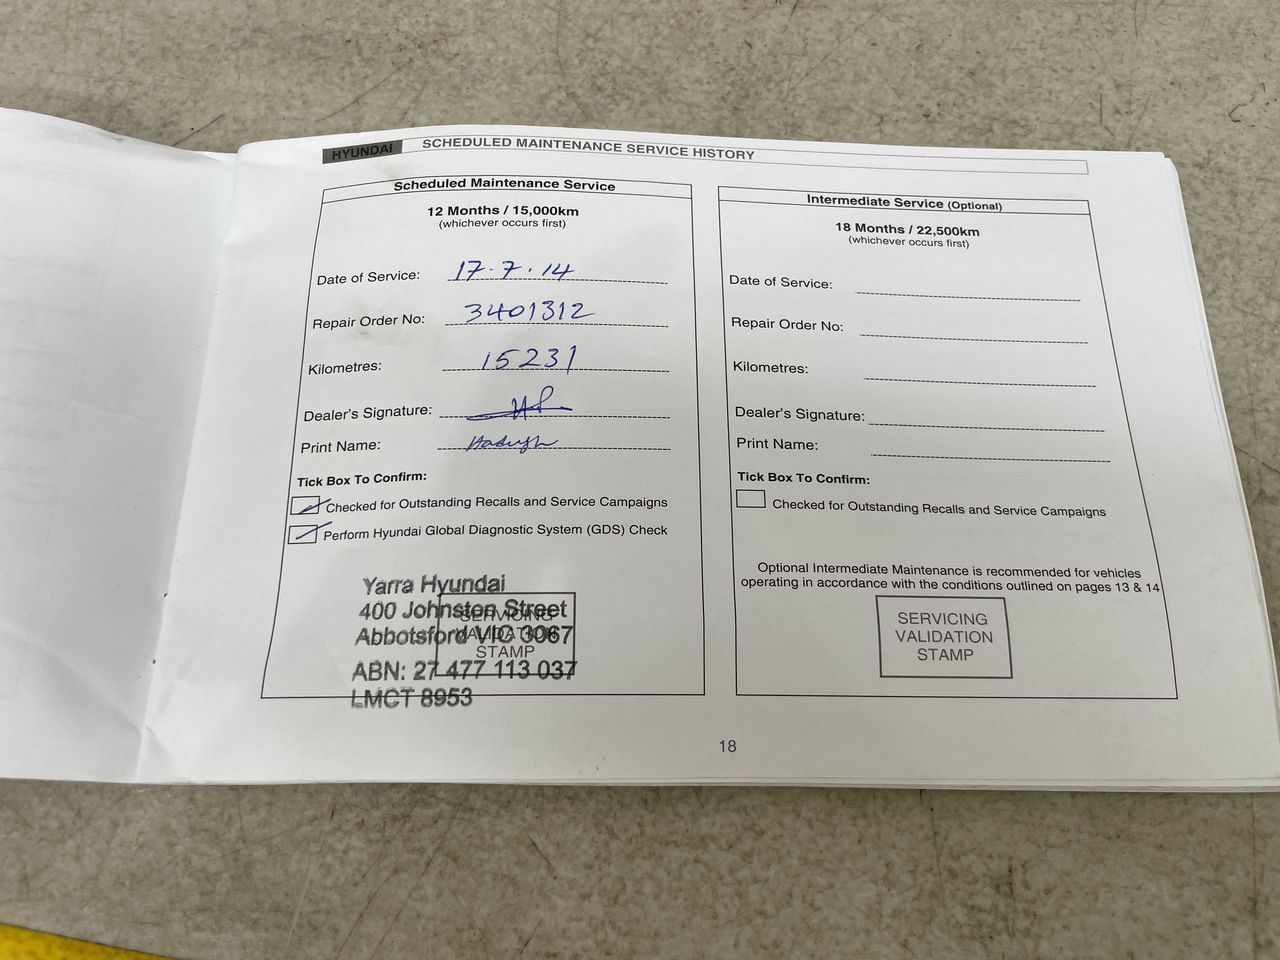 HYUNDAI SCHEDULED MAINTENANCE SERVICE HISTORY
Scheduled Maintenance Service
12 Months / 15,000km
(whichever occurs first)
Date of Service: 17.7.14
Repair Order No: 3401312
Kilometres: 15231
Dealer's Signature:
Print Name:
Tick Box To Confirm:
Checked for Outstanding Recalls and Service Campaigns
Perform Hyundai Global Diagnostic System (GDS) Check
Yarra Hyundai
400 Johnston Street
Abbotsford VIC 3067
ABN: 27 477 113 037
LMCT 8953
SERVICING
VALIDATION
STAMP
Intermediate Service (Optional)
18 Months / 22,500km
(whichever occurs first)
Date of Service:
Repair Order No:
Kilometres:
Dealer's Signature:
Print Name:
Tick Box To Confirm:
Checked for Outstanding Recalls and Service Campaigns
Optional Intermediate Maintenance is recommended for vehicles
operating in accordance with the conditions outlined on pages 13 & 14
SERVICING
VALIDATION
STAMP
18